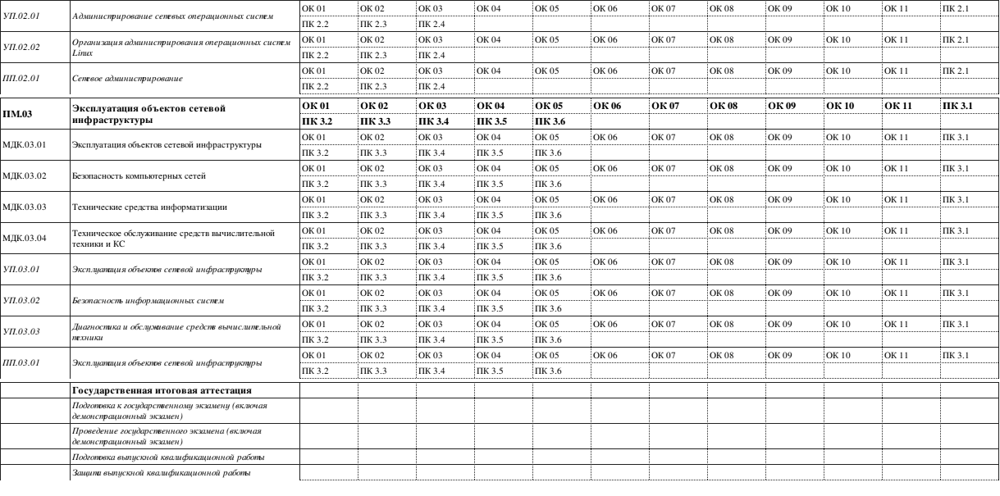 УП.02.01 Администрирование сетевых операционных систем ОК 01 ОК 02 ОК 03 ОК 04 ОК 05 ОК 06 ОК 07 ОК 08 ОК 09 ОК 10 ОК 11 ПК 2.1
ПК 2.2 ПК 2.3 ПК 2.4
УП.02.02 Организация администрирования операционных систем Linux ОК 01 ОК 02 ОК 03 ОК 04 ОК 05 ОК 06 ОК 07 ОК 08 ОК 09 ОК 10 ОК 11 ПК 2.1
ПК 2.2 ПК 2.3 ПК 2.4
ПП.02.01 Сетевое администрирование ОК 01 ОК 02 ОК 03 ОК 04 ОК 05 ОК 06 ОК 07 ОК 08 ОК 09 ОК 10 ОК 11 ПК 2.1
ПК 2.2 ПК 2.3 ПК 2.4
ПМ.03 Эксплуатация объектов сетевой инфраструктуры ОК 01 ОК 02 ОК 03 ОК 04 ОК 05 ОК 06 ОК 07 ОК 08 ОК 09 ОК 10 ОК 11 ПК 3.1
ПК 3.2 ПК 3.3 ПК 3.4 ПК 3.5 ПК 3.6
МДК.03.01 Эксплуатация объектов сетевой инфраструктуры ОК 01 ОК 02 ОК 03 ОК 04 ОК 05 ОК 06 ОК 07 ОК 08 ОК 09 ОК 10 ОК 11 ПК 3.1
ПК 3.2 ПК 3.3 ПК 3.4 ПК 3.5 ПК 3.6
МДК.03.02 Безопасность компьютерных сетей ОК 01 ОК 02 ОК 03 ОК 04 ОК 05 ОК 06 ОК 07 ОК 08 ОК 09 ОК 10 ОК 11 ПК 3.1
ПК 3.2 ПК 3.3 ПК 3.4 ПК 3.5 ПК 3.6
МДК.03.03 Технические средства информатизации ОК 01 ОК 02 ОК 03 ОК 04 ОК 05 ОК 06 ОК 07 ОК 08 ОК 09 ОК 10 ОК 11 ПК 3.1
ПК 3.2 ПК 3.3 ПК 3.4 ПК 3.5 ПК 3.6
МДК.03.04 Техническое обслуживание средств вычислительной техники и КС ОК 01 ОК 02 ОК 03 ОК 04 ОК 05 ОК 06 ОК 07 ОК 08 ОК 09 ОК 10 ОК 11 ПК 3.1
ПК 3.2 ПК 3.3 ПК 3.4 ПК 3.5 ПК 3.6
УП.03.01 Эксплуатация объектов сетевой инфраструктуры ОК 01 ОК 02 ОК 03 ОК 04 ОК 05 ОК 06 ОК 07 ОК 08 ОК 09 ОК 10 ОК 11 ПК 3.1
ПК 3.2 ПК 3.3 ПК 3.4 ПК 3.5 ПК 3.6
УП.03.02 Безопасность информационных систем ОК 01 ОК 02 ОК 03 ОК 04 ОК 05 ОК 06 ОК 07 ОК 08 ОК 09 ОК 10 ОК 11 ПК 3.1
ПК 3.2 ПК 3.3 ПК 3.4 ПК 3.5 ПК 3.6
УП.03.03 Диагностика и обслуживание средств вычислительной техники ОК 01 ОК 02 ОК 03 ОК 04 ОК 05 ОК 06 ОК 07 ОК 08 ОК 09 ОК 10 ОК 11 ПК 3.1
ПК 3.2 ПК 3.3 ПК 3.4 ПК 3.5 ПК 3.6
ПП.03.01 Эксплуатация объектов сетевой инфраструктуры ОК 01 ОК 02 ОК 03 ОК 04 ОК 05 ОК 06 ОК 07 ОК 08 ОК 09 ОК 10 ОК 11 ПК 3.1
ПК 3.2 ПК 3.3 ПК 3.4 ПК 3.5 ПК 3.6
Государственная итоговая аттестация
Подготовка к государственному экзамену (включая
демонстрационный экзамен)
Проведение государственного экзамена (включая
демонстрационный экзамен)
Подготовка выпускной квалификационной работы
Защита выпускной квалификационной работы